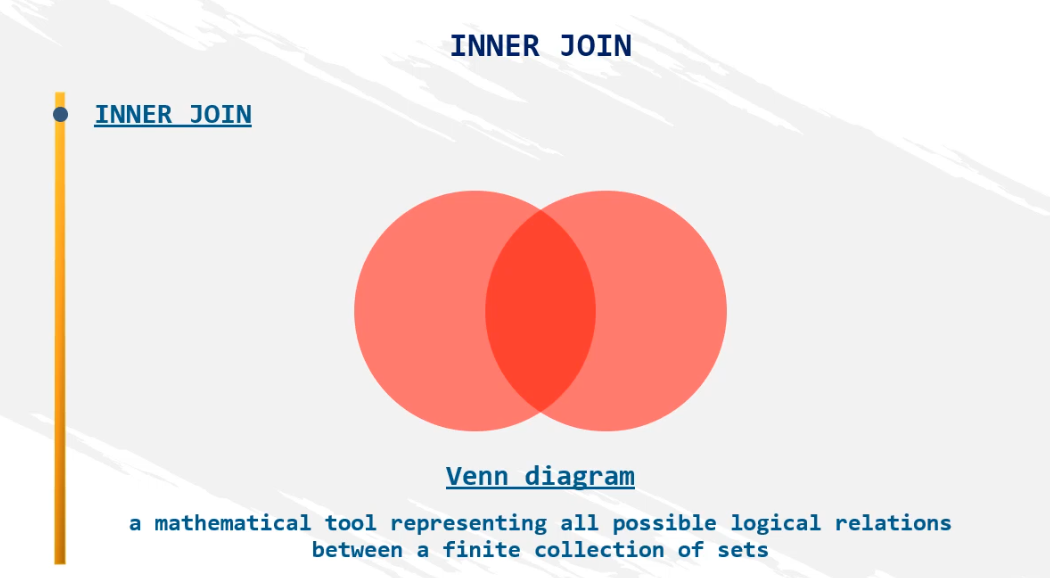 INNER JOIN
INNER JOIN
Venn diagram
a mathematical tool representing all possible logical relations
between a finite collection of sets